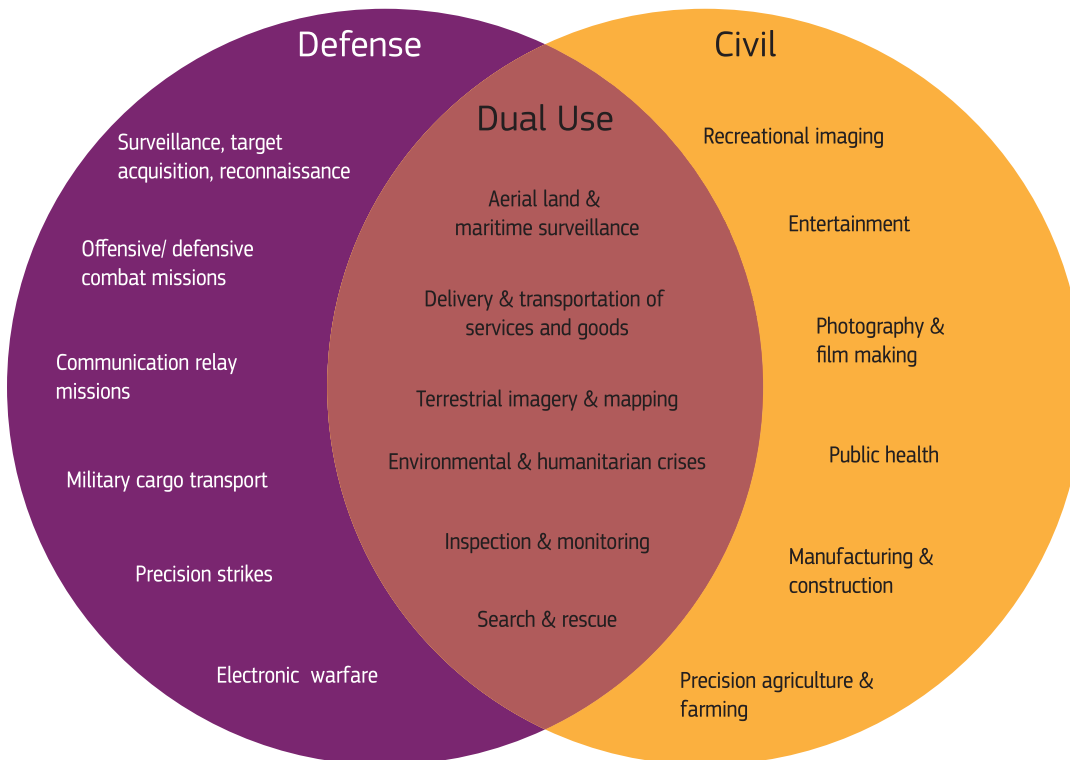 Defense
Surveillance, target
acquisition, reconnaissance
Offensive/ defensive
combat missions
Communication relay
missions
Military cargo transport
Precision strikes
Electronic warfare
Dual Use
Aerial land &
maritime surveillance
Delivery & transportation of
services and goods
Terrestrial imagery & mapping
Environmental & humanitarian crises
Inspection & monitoring
Search & rescue
Civil
Recreational imaging
Entertainment
Photography &
film making
Public health
Manufacturing &
construction
Precision agriculture &
farming